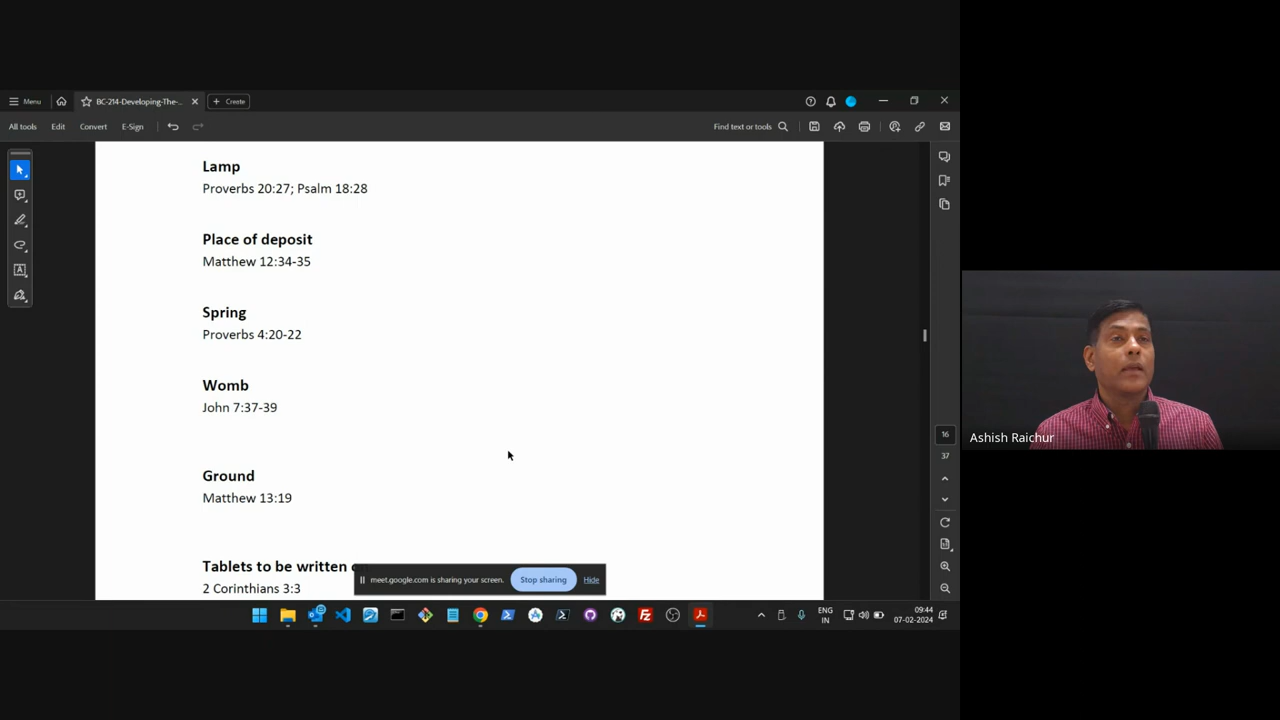 Menu
BC-214-Developing-The-...
Create
All tools
Edit
Convert
E-Sign
Find text or tools
Lamp
Proverbs 20:27; Psalm 18:28
Place of deposit
Matthew 12:34-35
Spring
Proverbs 4:20-22
Womb
John 7:37-39
Ground
Matthew 13:19
Tablets to be written
2 Corinthians 3:3
16
37
meet.google.com is sharing your screen.
Stop sharing
Hide
ENG
IN
09:44
07-02-2024
Ashish Raichur